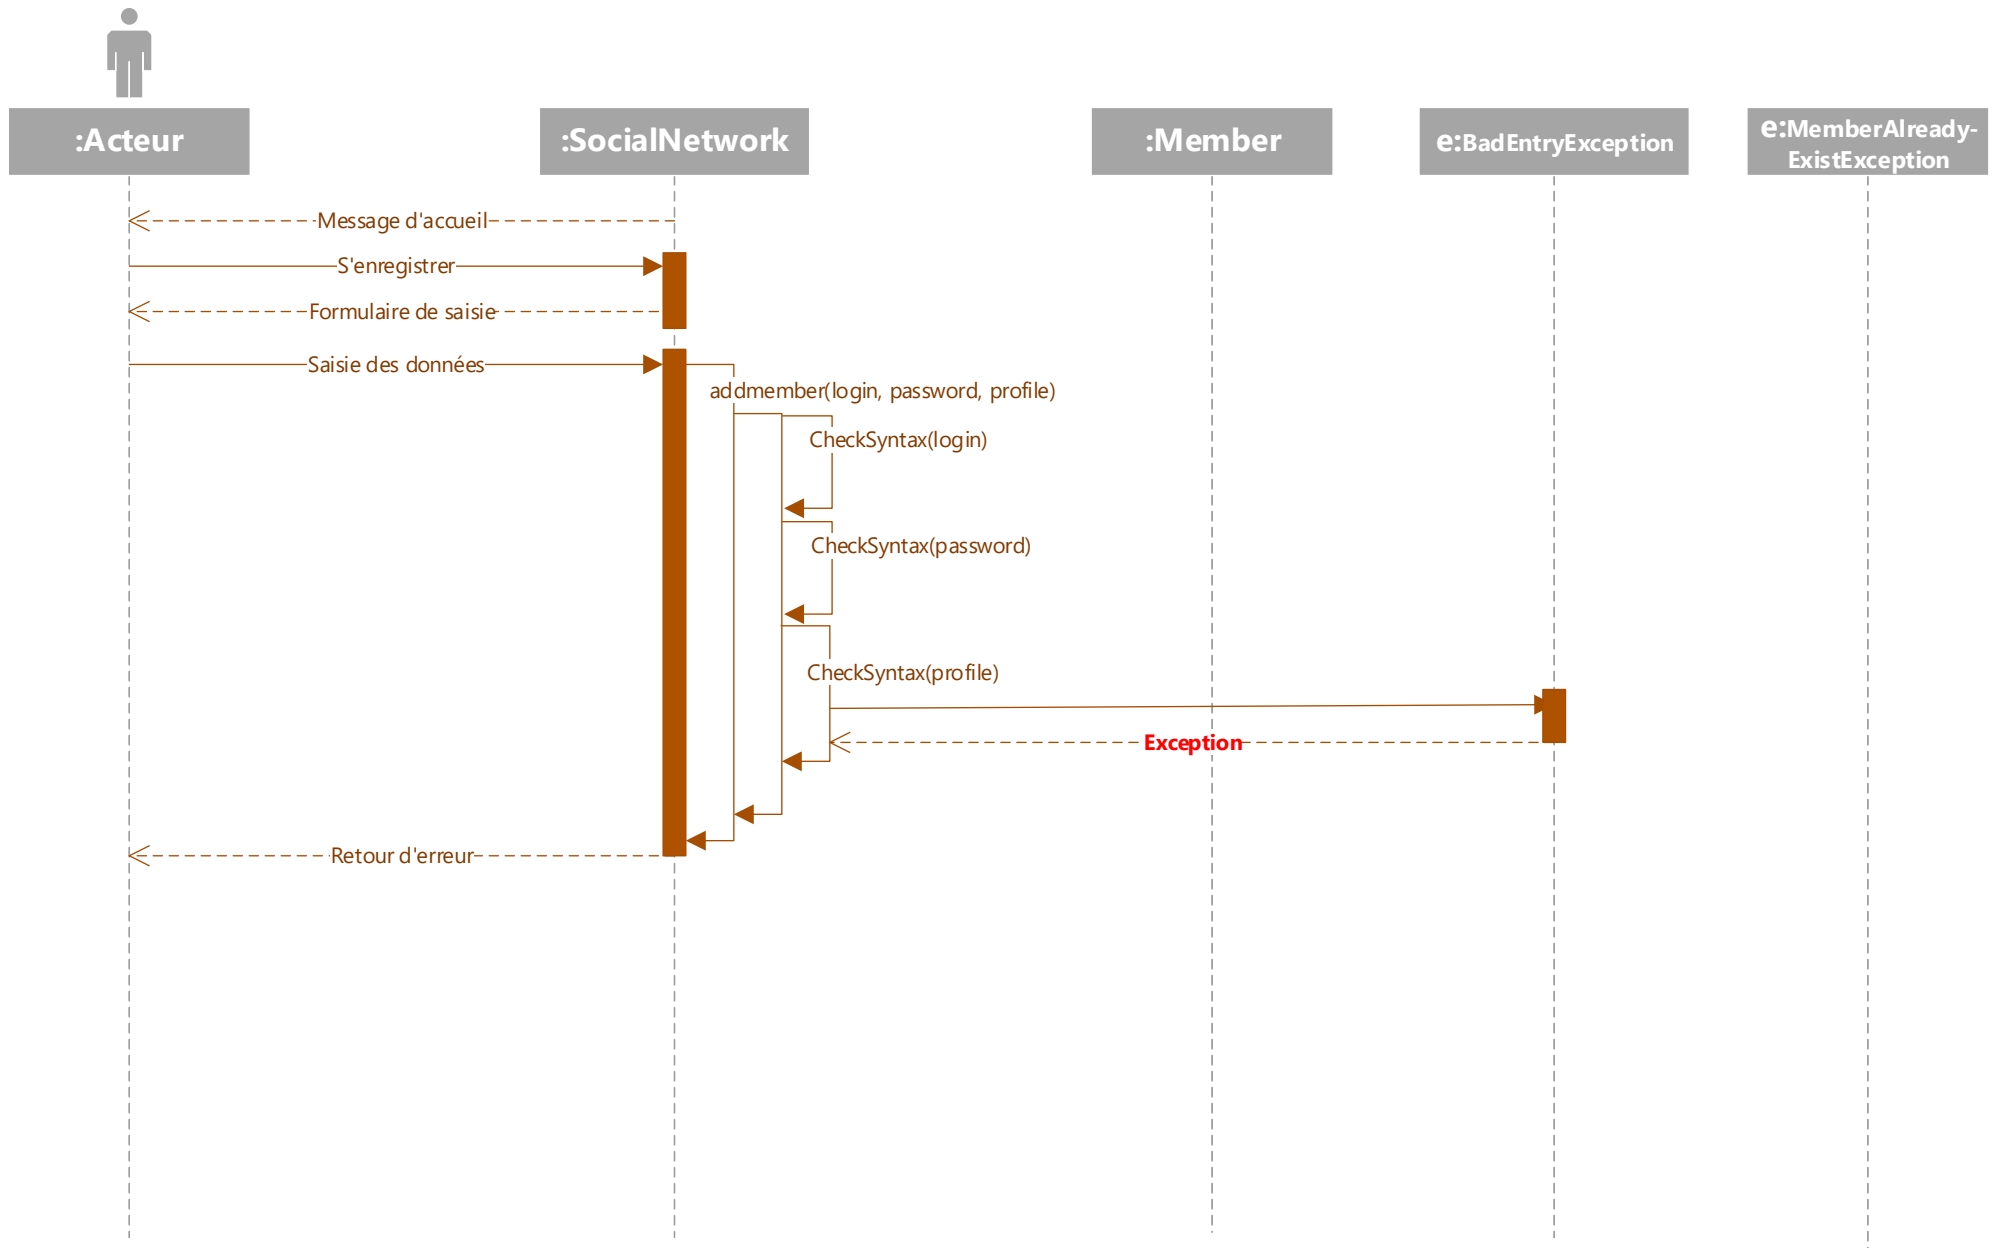 :Acteur
:SocialNetwork
:Member
e:BadEntryException
e:MemberAlready-
ExistException
Message d'accueil
S'enregistrer
Formulaire de saisie
Saisie des données
addmember(login, password, profile)
CheckSyntax(login)
CheckSyntax(password)
CheckSyntax(profile)
Exception
Retour d'erreur